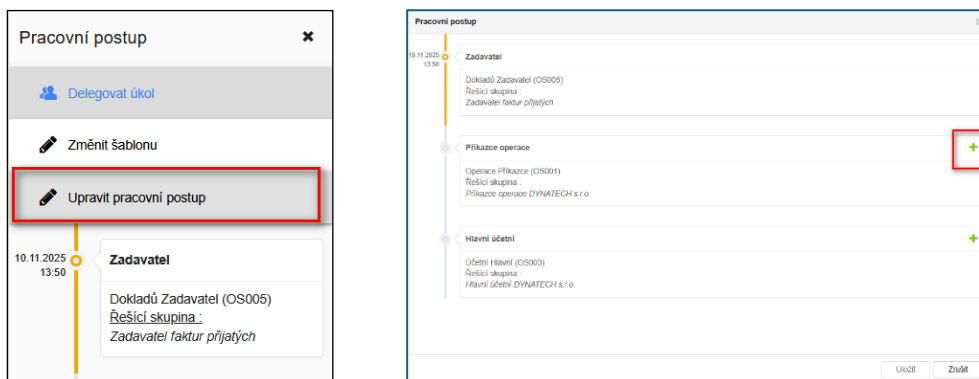 Pracovní postup
Delegovat úkol
Změnit šablonu
Upravit pracovní postup
10.11.2025
13:50
Zadavatel
Dokladů Zadavatel (OS005)
Řešící skupina :
Zadavatel faktur přijatých
Pracovní postup
10.11.2025
13:50
Zadavatel
Dokladů Zadavatel (OS005)
Řešící skupina :
Zadavatel faktur přijatých
Příkazce operace
Operace Příkazce (OS001)
Řešící skupina :
Příkazce operace DYNATECH s.r.o.
Hlavní účetní
Účetní Hlavní (OS003)
Řešící skupina :
Hlavní účetní DYNATECH s.r.o.
Uložit Zrušit